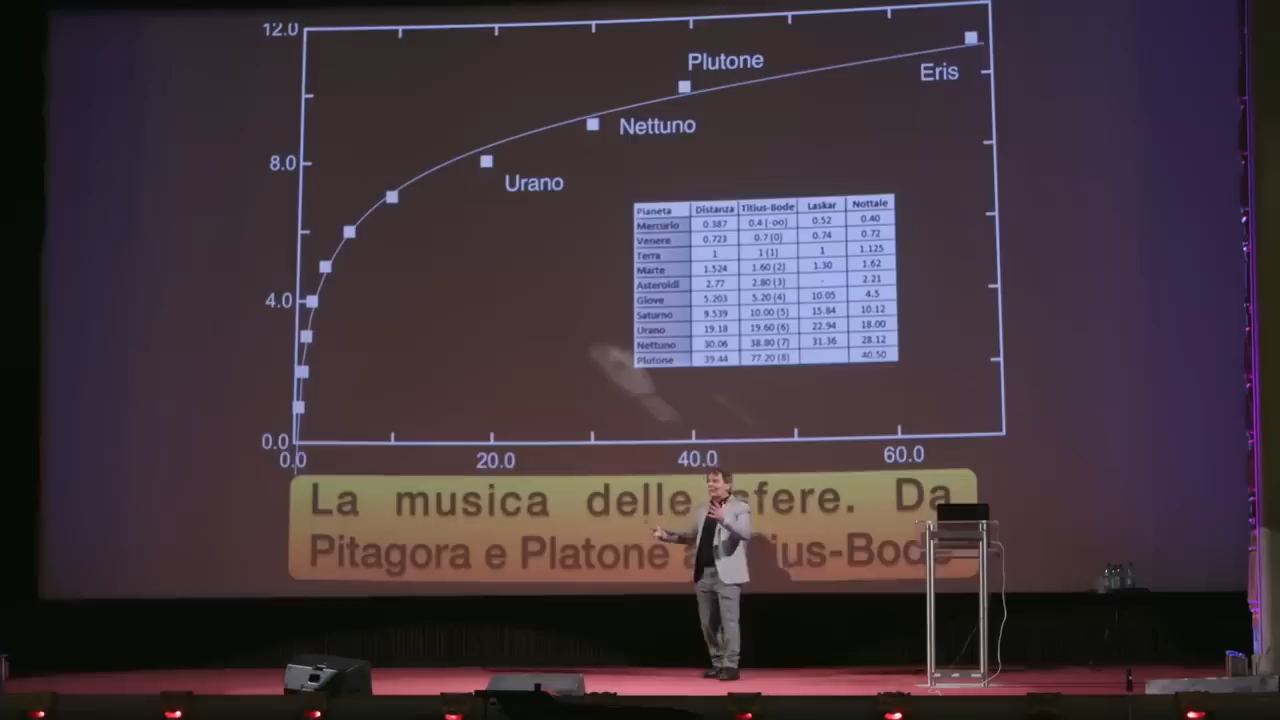 12.0
Plutone
Eris
Nettuno
8.0
Urano
Pianeta Distanza Titius-Bode Laskar Nottale
Mercurio 0.387 0.4 (-oo) 0.52 0.40
Venere 0.723 0.7 (0) 0.74 0.72
Terra 1 1 (1) 1 1.125
Marte 1.524 1.60 (2) 1.30 1.62
Asteroidi 2.77 2.80 (3) - 2.21
Giove 5.203 5.20 (4) 10.05 4.5
Saturno 9.539 10.00 (5) 15.84 10.12
Urano 19.18 19.60 (6) 22.94 18.00
Nettuno 30.06 38.80 (7) 31.36 28.12
Plutone 39.44 77.20 (8) 40.50
4.0
0.0
0.0 20.0 40.0 60.0
La musica delle sfere. Da
Pitagora e Platone a Titius-Bode